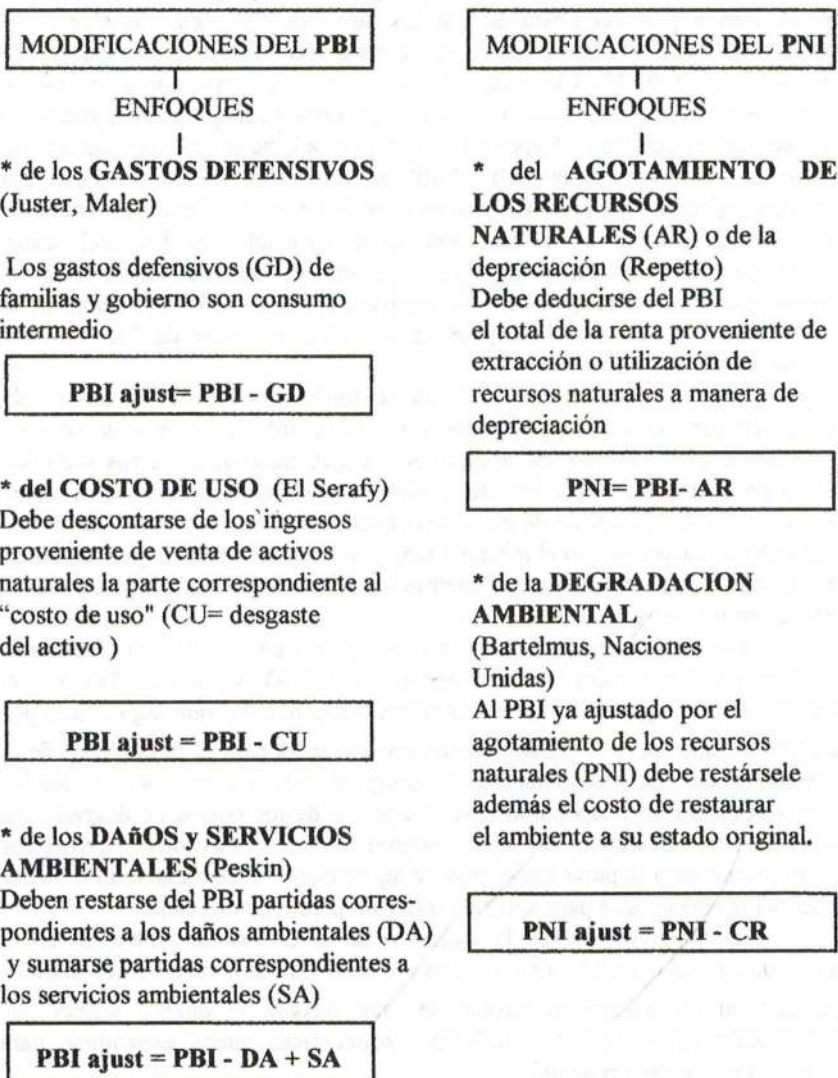 MODIFICACIONES DEL PBI
ENFOQUES
* de los GASTOS DEFENSIVOS
(Juster, Maler)
Los gastos defensivos (GD) de
familias y gobierno son consumo
intermedio
PBI ajust= PBI - GD
* del COSTO DE USO (El Serafy)
Debe descontarse de los ingresos
proveniente de venta de activos
naturales la parte correspondiente al
“costo de uso" (CU= desgaste
del activo )
PBI ajust = PBI - CU
* de los DAñOS y SERVICIOS
AMBIENTALES (Peskin)
Deben restarse del PBI partidas corres-
pondientes a los daños ambientales (DA)
y sumarse partidas correspondientes a
los servicios ambientales (SA)
PBI ajust = PBI - DA + SA
MODIFICACIONES DEL PNI
ENFOQUES
* del AGOTAMIENTO DE
LOS RECURSOS
NATURALES (AR) o de la
depreciación (Repetto)
Debe deducirse del PBI
el total de la renta proveniente de
extracción o utilización de
recursos naturales a manera de
depreciación
PNI= PBI- AR
* de la DEGRADACION
AMBIENTAL
(Bartelmus, Naciones
Unidas)
Al PBI ya ajustado por el
agotamiento de los recursos
naturales (PNI) debe restársele
además el costo de restaurar
el ambiente a su estado original.
PNI ajust = PNI - CR